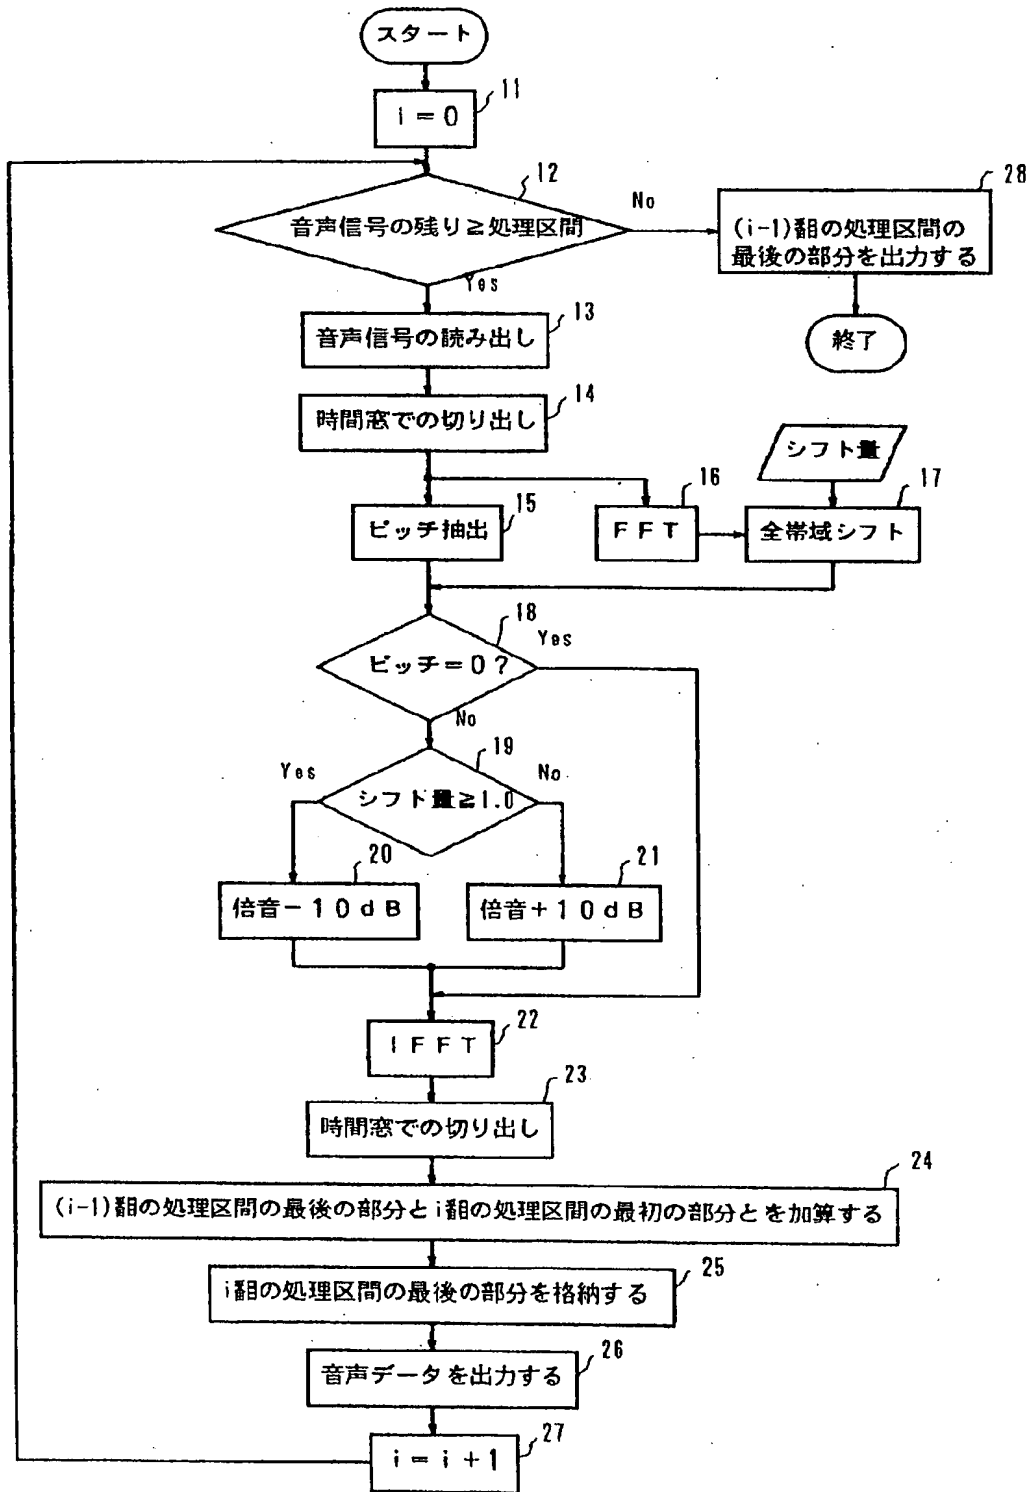 スタート
11
i = 0
12
音声信号の残り≧処理区間
No
28
(i-1)番目の処理区間の
最後の部分を出力する
Yes
13
音声信号の読み出し
終了
14
時間窓での切り出し
シフト量
15
ピッチ抽出
16
FFT
17
全帯域シフト
18
ピッチ=0?
Yes
No
19
Yes
シフト量≧1.0
No
20
倍音-10dB
21
倍音+10dB
22
IFFT
23
時間窓での切り出し
24
(i-1)番目の処理区間の最後の部分とi番目の処理区間の最初の部分とを加算する
25
i番目の処理区間の最後の部分を格納する
26
音声データを出力する
27
i = i + 1